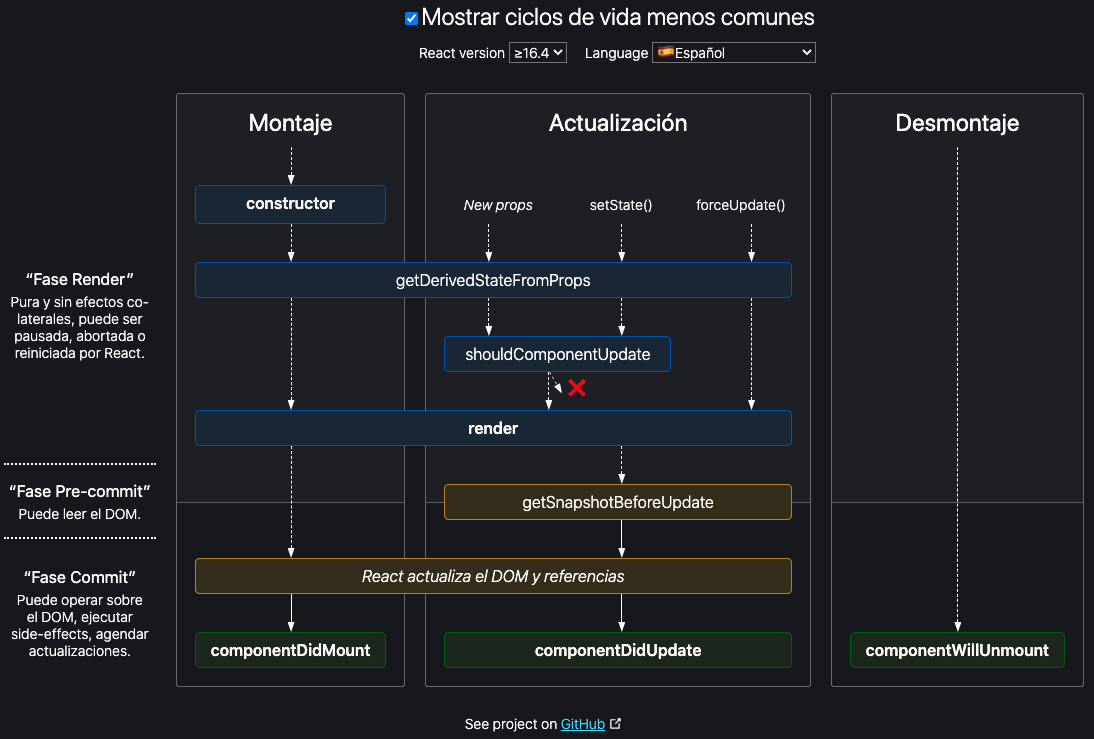 Mostrar ciclos de vida menos comunes
React version ≥16.4 Language Español
Montaje
Actualización
Desmontaje
constructor
New props setState() forceUpdate()
“Fase Render”
Pura y sin efectos co-
laterales, puede ser
pausada, abortada o
reiniciada por React.
getDerivedStateFromProps
shouldComponentUpdate
render
“Fase Pre-commit”
Puede leer el DOM.
getSnapshotBeforeUpdate
“Fase Commit”
Puede operar sobre
el DOM, ejecutar
side-effects, agendar
actualizaciones.
React actualiza el DOM y referencias
componentDidMount
componentDidUpdate
componentWillUnmount
See project on GitHub